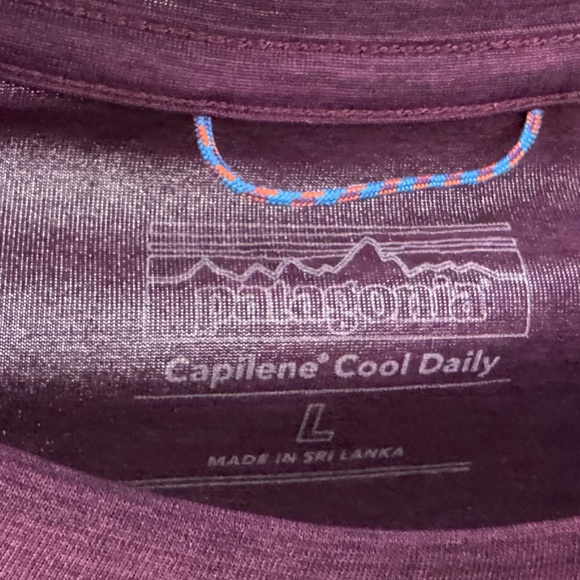 patagonia®
Capilene® Cool Daily
L
MADE IN SRI LANKA